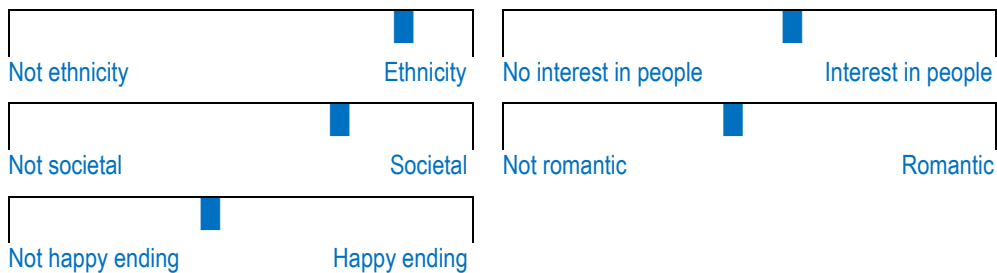 Not ethnicity Ethnicity
No interest in people Interest in people
Not societal Societal
Not romantic Romantic
Not happy ending Happy ending